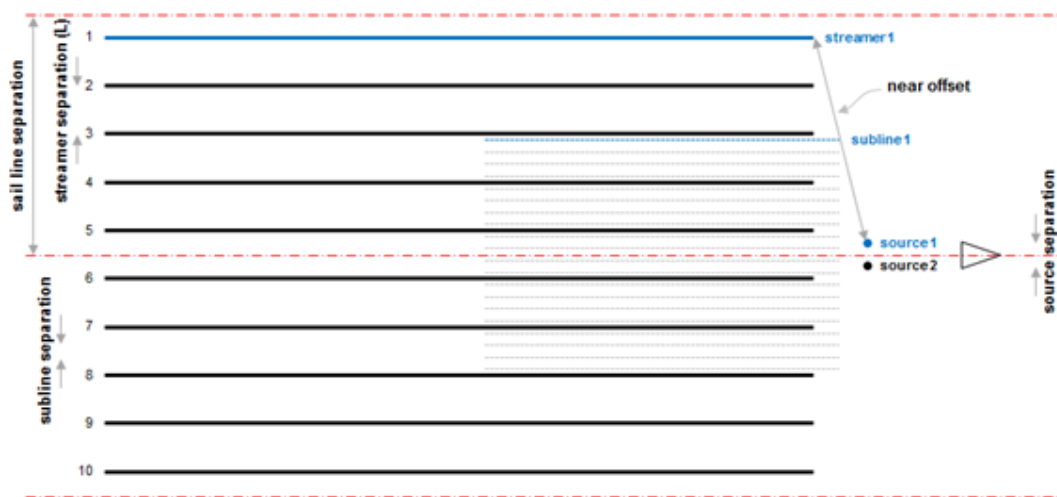 sail line separation
streamer separation (L)
subline separation
1
2
3
4
5
6
7
8
9
10
streamer1
near offset
subline1
source1
source2
source separation